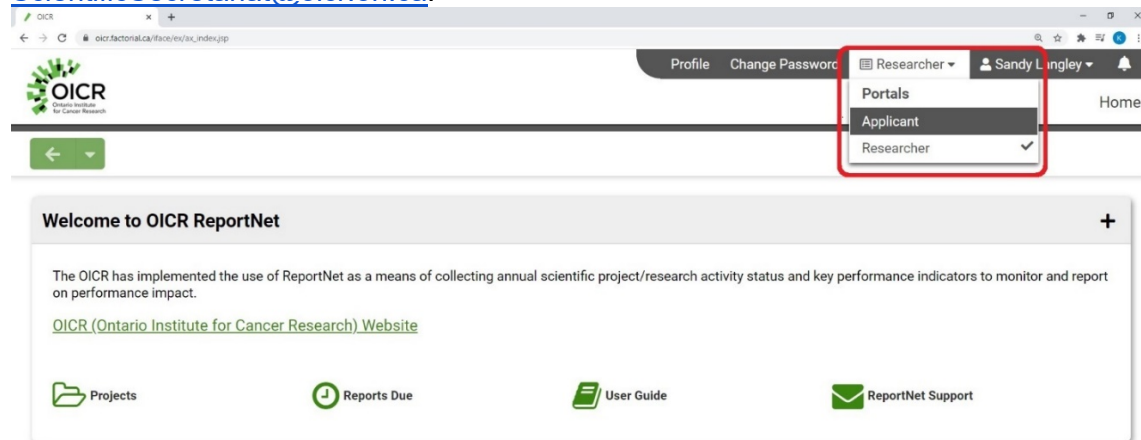 OICR
oicr.factorial.ca/iface/ex/ax_index.jsp
Profile Change Password Researcher Sandy Langley
OICR
Ontario Institute
for Cancer Research
Portals
Home
Applicant
Researcher
Welcome to OICR ReportNet
The OICR has implemented the use of ReportNet as a means of collecting annual scientific project/research activity status and key performance indicators to monitor and report
on performance impact.
OICR (Ontario Institute for Cancer Research) Website
Projects Reports Due User Guide ReportNet Support